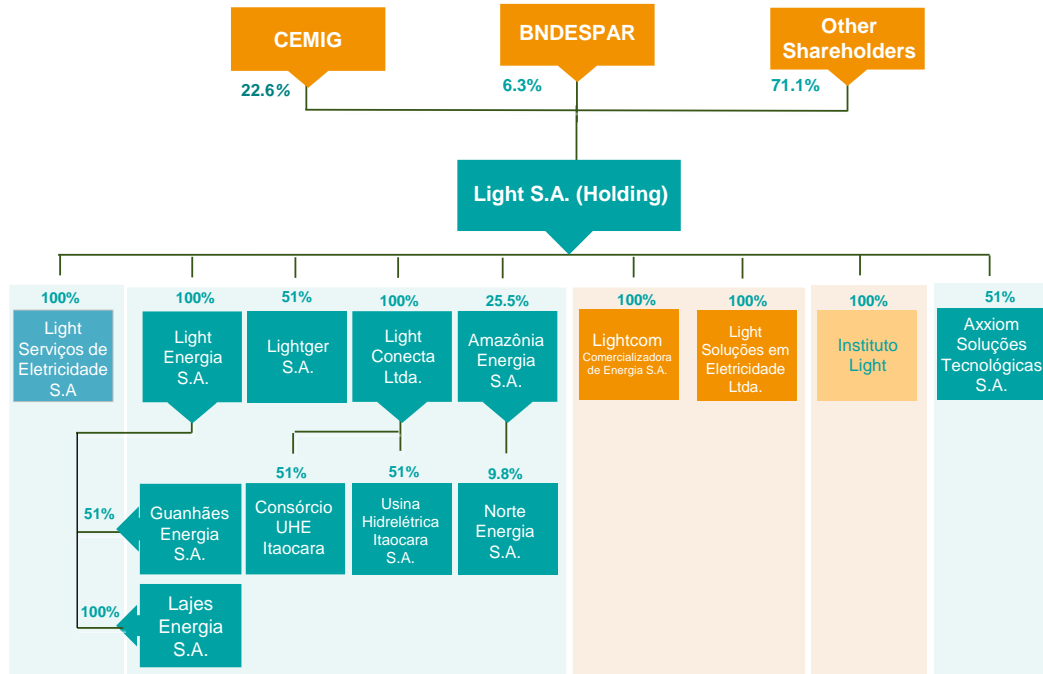 CEMIG
BNDESPAR
Other
Shareholders
22.6%
6.3%
71.1%
Light S.A. (Holding)
100%
100%
51%
100%
25.5%
100%
100%
100%
51%
Light
Serviços de
Eletricidade
S.A
Light
Energia
S.A.
Lightger
S.A.
Light
Conecta
Ltda.
Amazônia
Energia
S.A.
Lightcom
Comercializadora
de Energia S.A.
Light
Soluções em
Eletricidade
Ltda.
Instituto
Light
Axxiom
Soluções
Tecnológicas
S.A.
51%
51%
9.8%
51%
Guanhães
Energia
S.A.
Consórcio
UHE
Itaocara
Usina
Hidrelétrica
Itaocara
S.A.
Norte
Energia
S.A.
100%
Lajes
Energia
S.A.